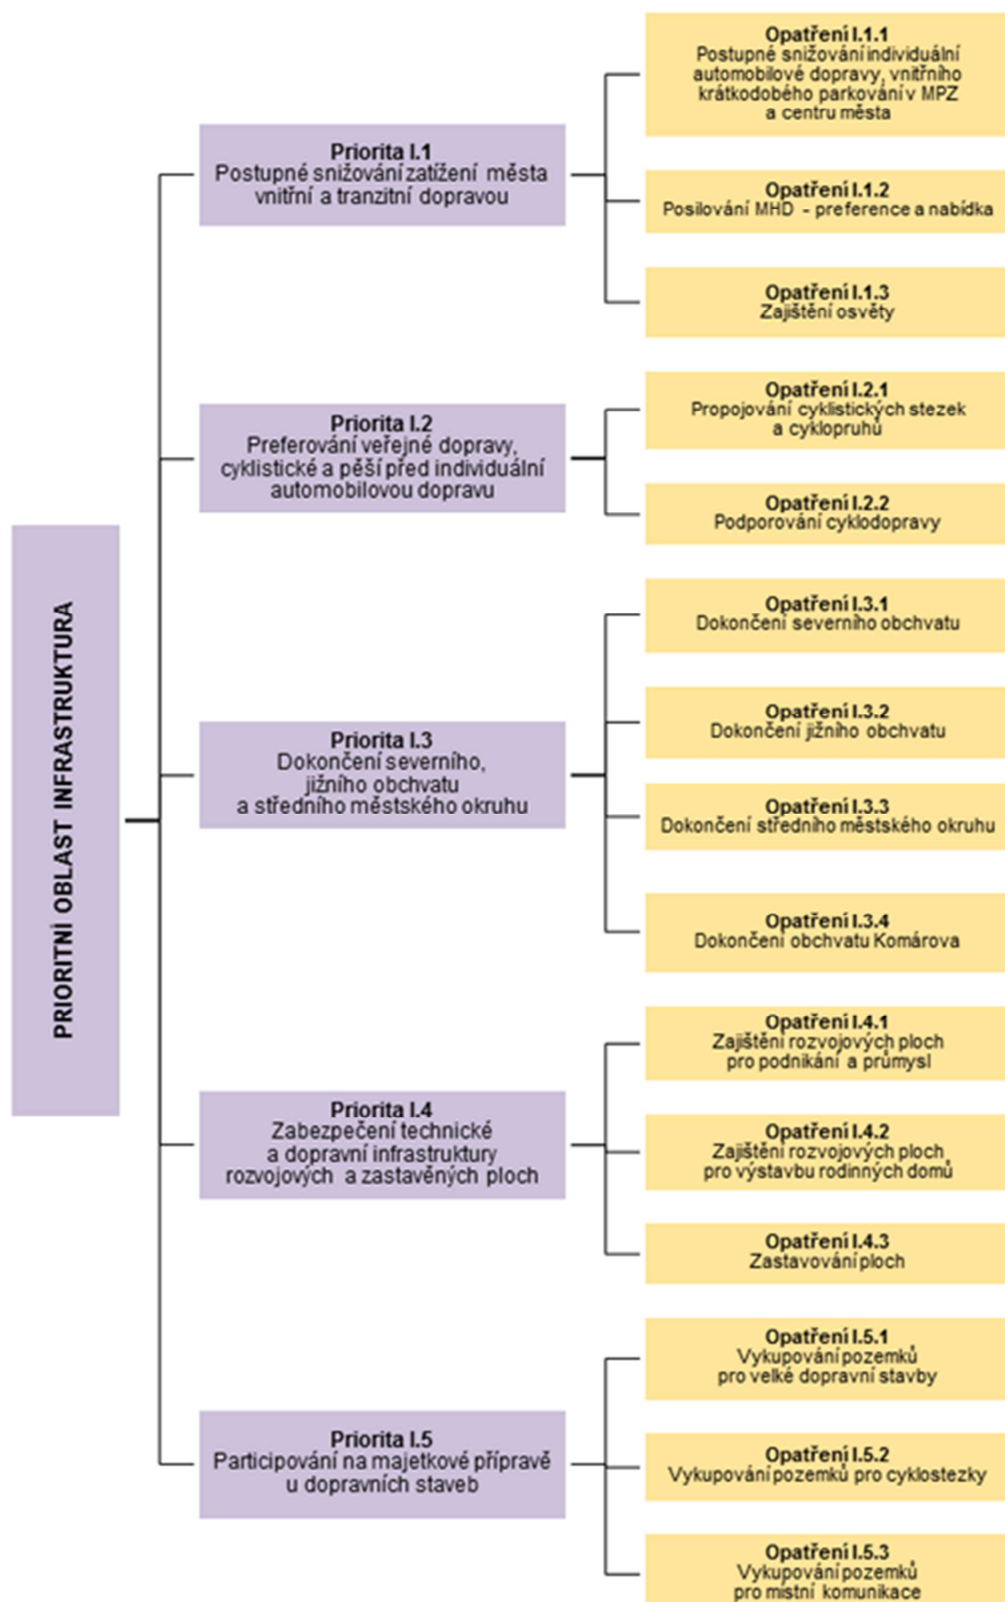 PRIORITNÍ OBLAST INFRASTRUKTURA
Priorita I.1
Postupné snižování zatížení města
vnitřní a tranzitní dopravou
Opatření I.1.1
Postupné snižování individuální
automobilové dopravy, vnitřního
krátkodobého parkování v MPZ
a centru města
Opatření I.1.2
Posilování MHD - preference a nabídka
Opatření I.1.3
Zajištění osvěty
Priorita I.2
Preferování veřejné dopravy,
cyklistické a pěší před individuální
automobilovou dopravu
Opatření I.2.1
Propojování cyklistických stezek
a cyklopruhů
Opatření I.2.2
Podporování cyklodopravy
Priorita I.3
Dokončení severního,
jižního obchvatu
a středního městského okruhu
Opatření I.3.1
Dokončení severního obchvatu
Opatření I.3.2
Dokončení jižního obchvatu
Opatření I.3.3
Dokončení středního městského okruhu
Opatření I.3.4
Dokončení obchvatu Komárova
Priorita I.4
Zabezpečení technické
a dopravní infrastruktury
rozvojových a zastavěných ploch
Opatření I.4.1
Zajištění rozvojových ploch
pro podnikání a průmysl
Opatření I.4.2
Zajištění rozvojových ploch
pro výstavbu rodinných domů
Opatření I.4.3
Zastavování ploch
Priorita I.5
Participování na majetkové přípravě
u dopravních staveb
Opatření I.5.1
Vykupování pozemků
pro velké dopravní stavby
Opatření I.5.2
Vykupování pozemků pro cyklostezky
Opatření I.5.3
Vykupování pozemků
pro místní komunikace